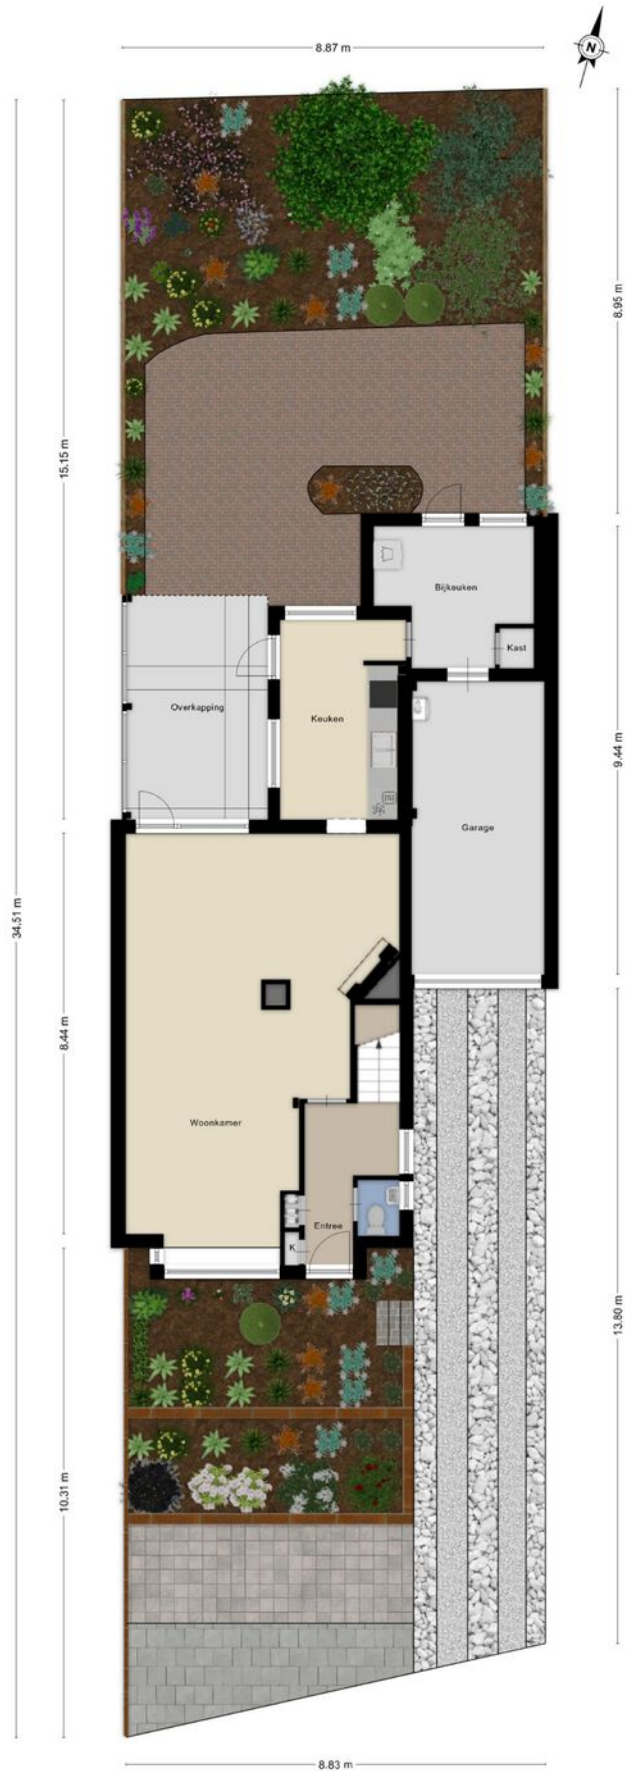 8.87 m
N
8.95 m
15.15 m
Bijkeuken
Kast
Overkapping
Keuken
9.44 m
Garage
34.51 m
8.44 m
Woonkamer
Entree
K
13.80 m
10.31 m
8.83 m